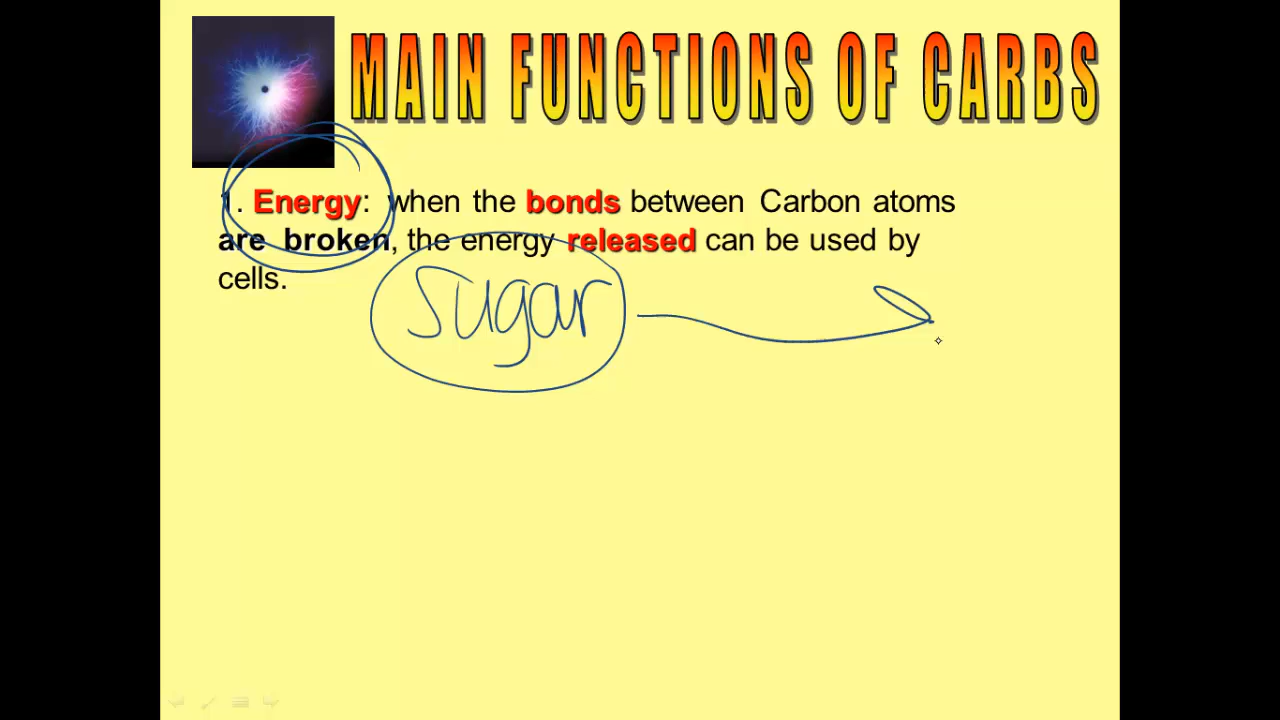 MAIN FUNCTIONS OF CARBS
1. Energy: when the bonds between Carbon atoms
are broken, the energy released can be used by
cells.
sugar